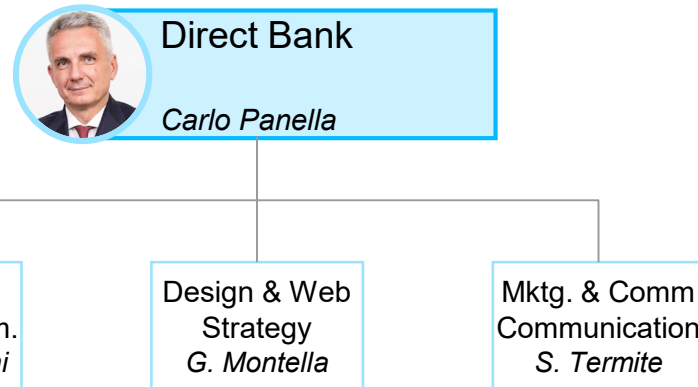 Direct Bank
Carlo Panella
Design & Web
Strategy
G. Montella
Mktg. & Comm
Communication
S. Termite